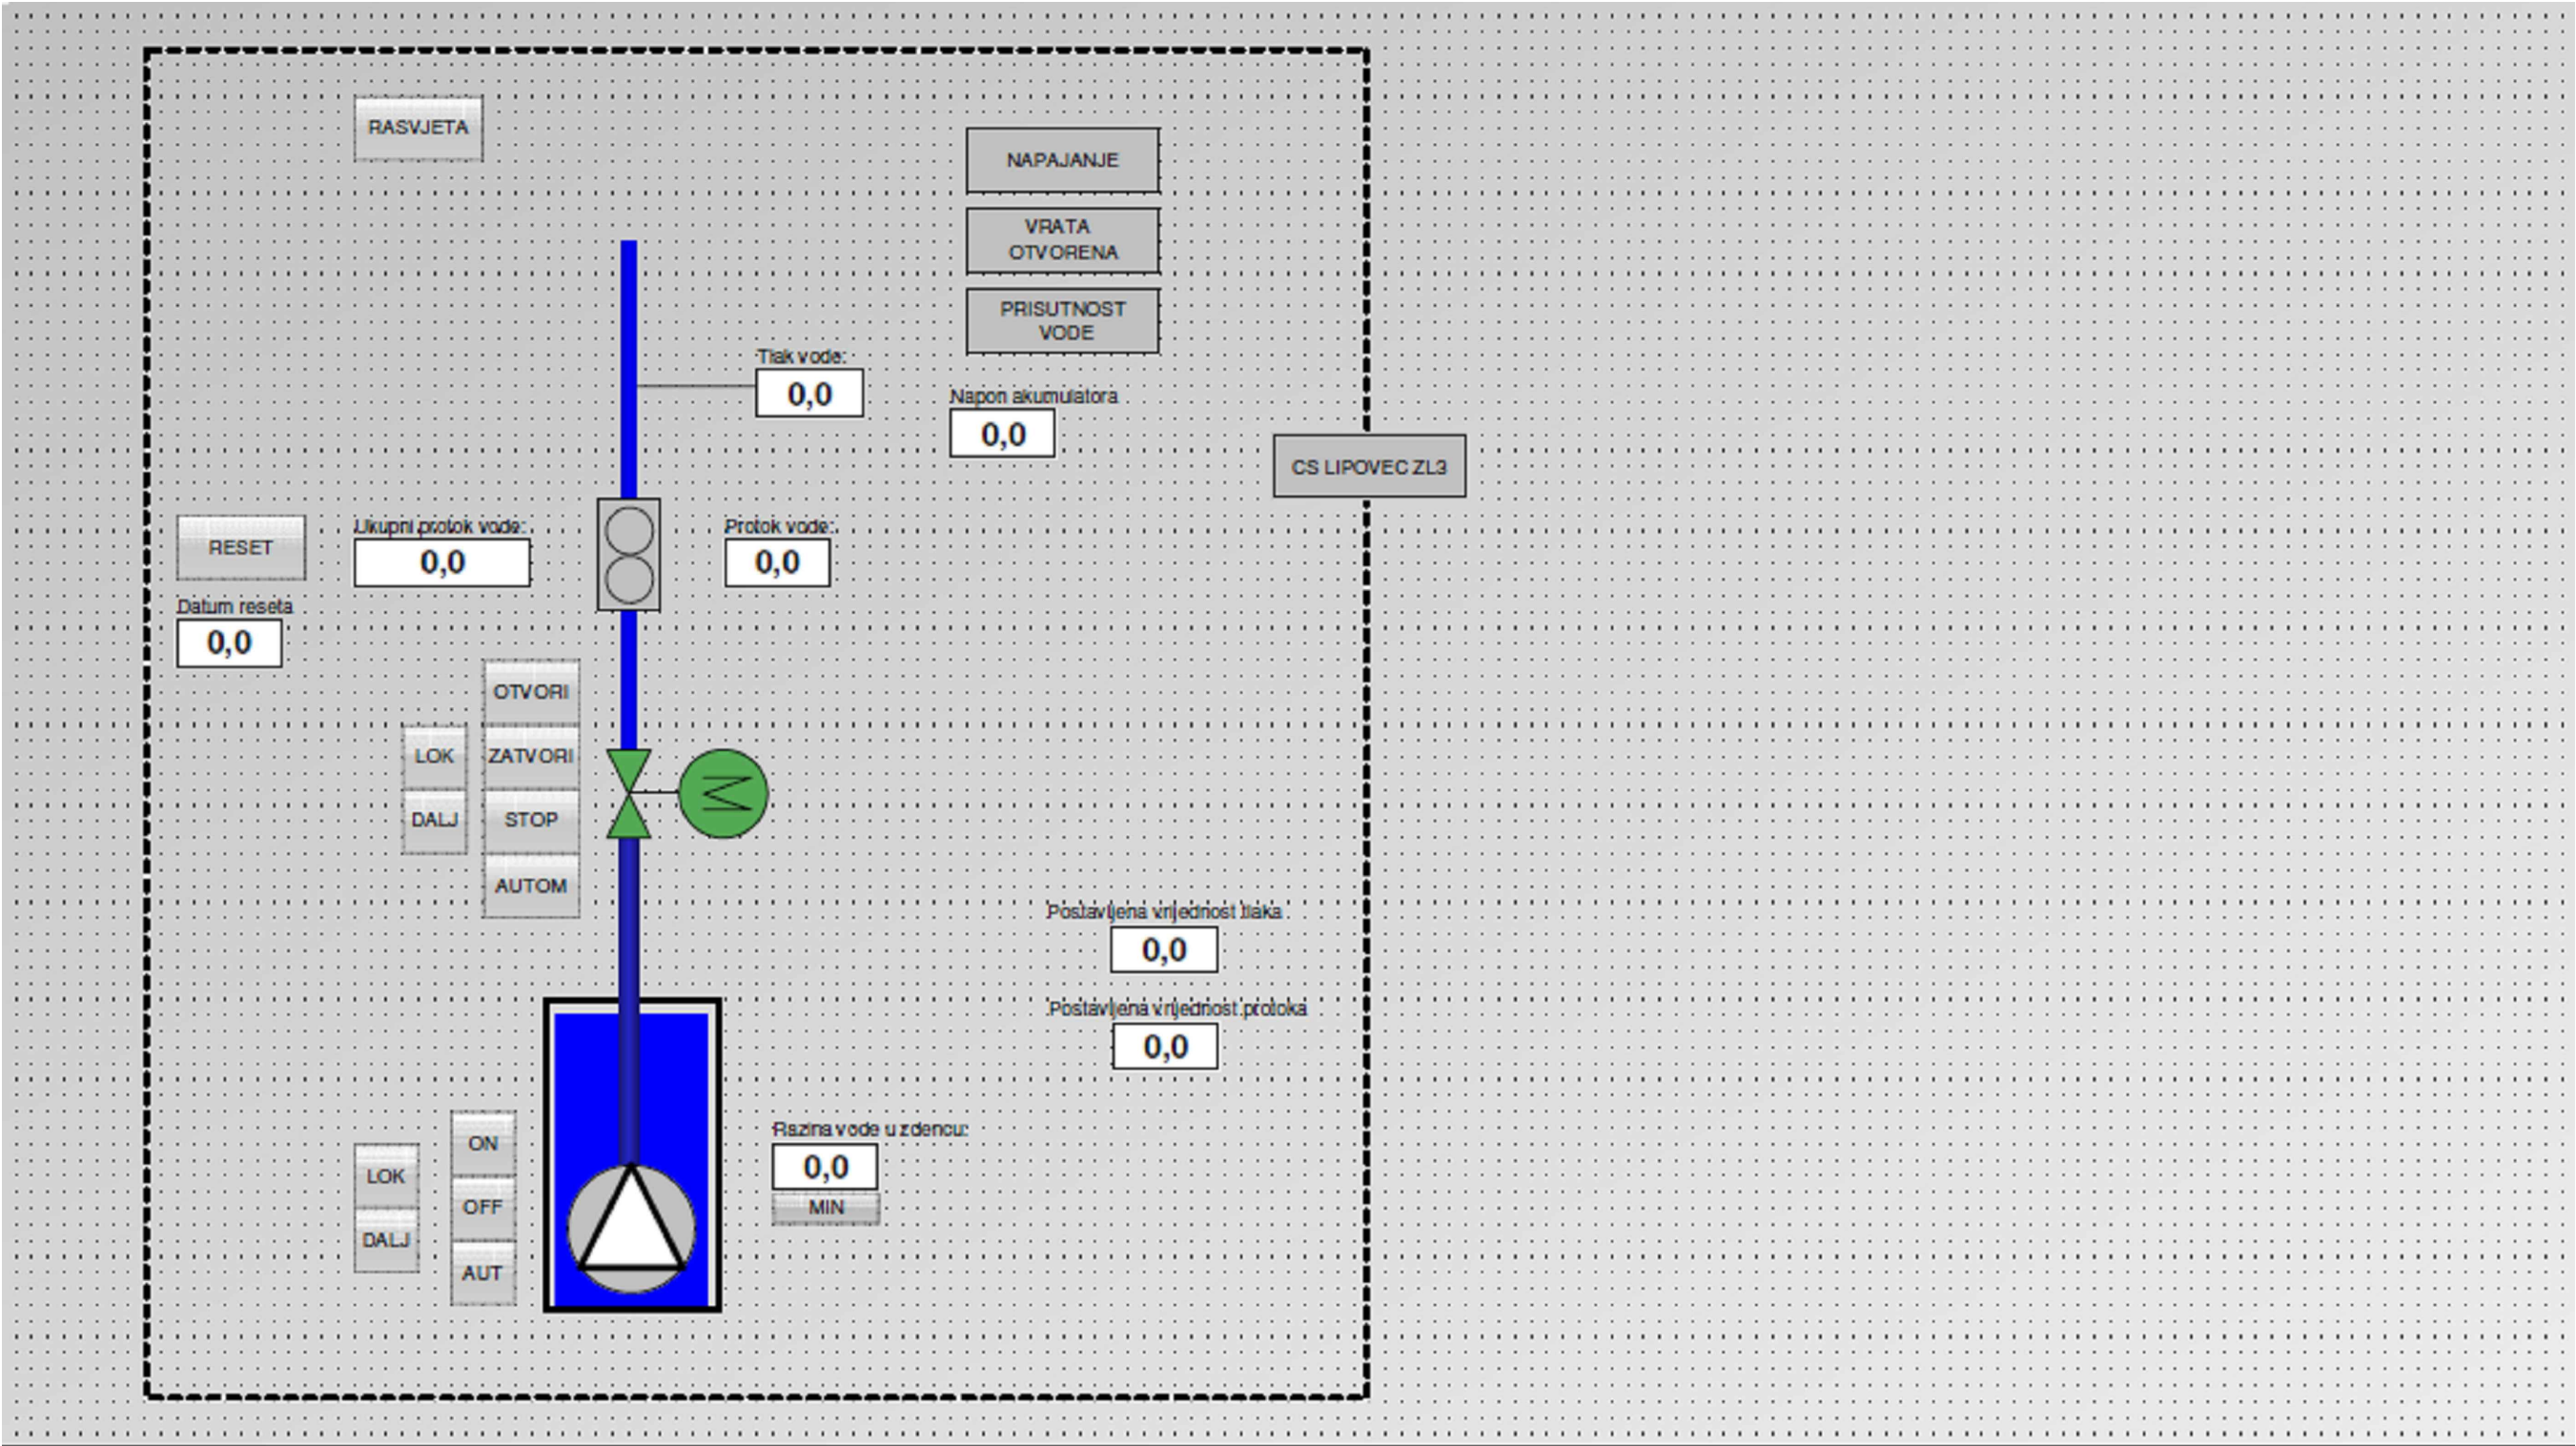 RASVJETA
NAPAJANJE
VRATA
OTVORENA
PRISUTNOST
VODE
Tlak vode:
0,0
Napon akumulatora
0,0
CS LIPOVEC ZL3
RESET
Ukupni protok vode:
0,0
Protok vode:
0,0
Datum reseta
0,0
OTVORI
LOK
ZATVORI
M
DALJ
STOP
AUTOM
Postavljena vrijednost tlaka
0,0
Postavljena vrijednost protoka
0,0
ON
Razina vode u zdencu:
0,0
LOK
OFF
MIN
DALJ
AUT